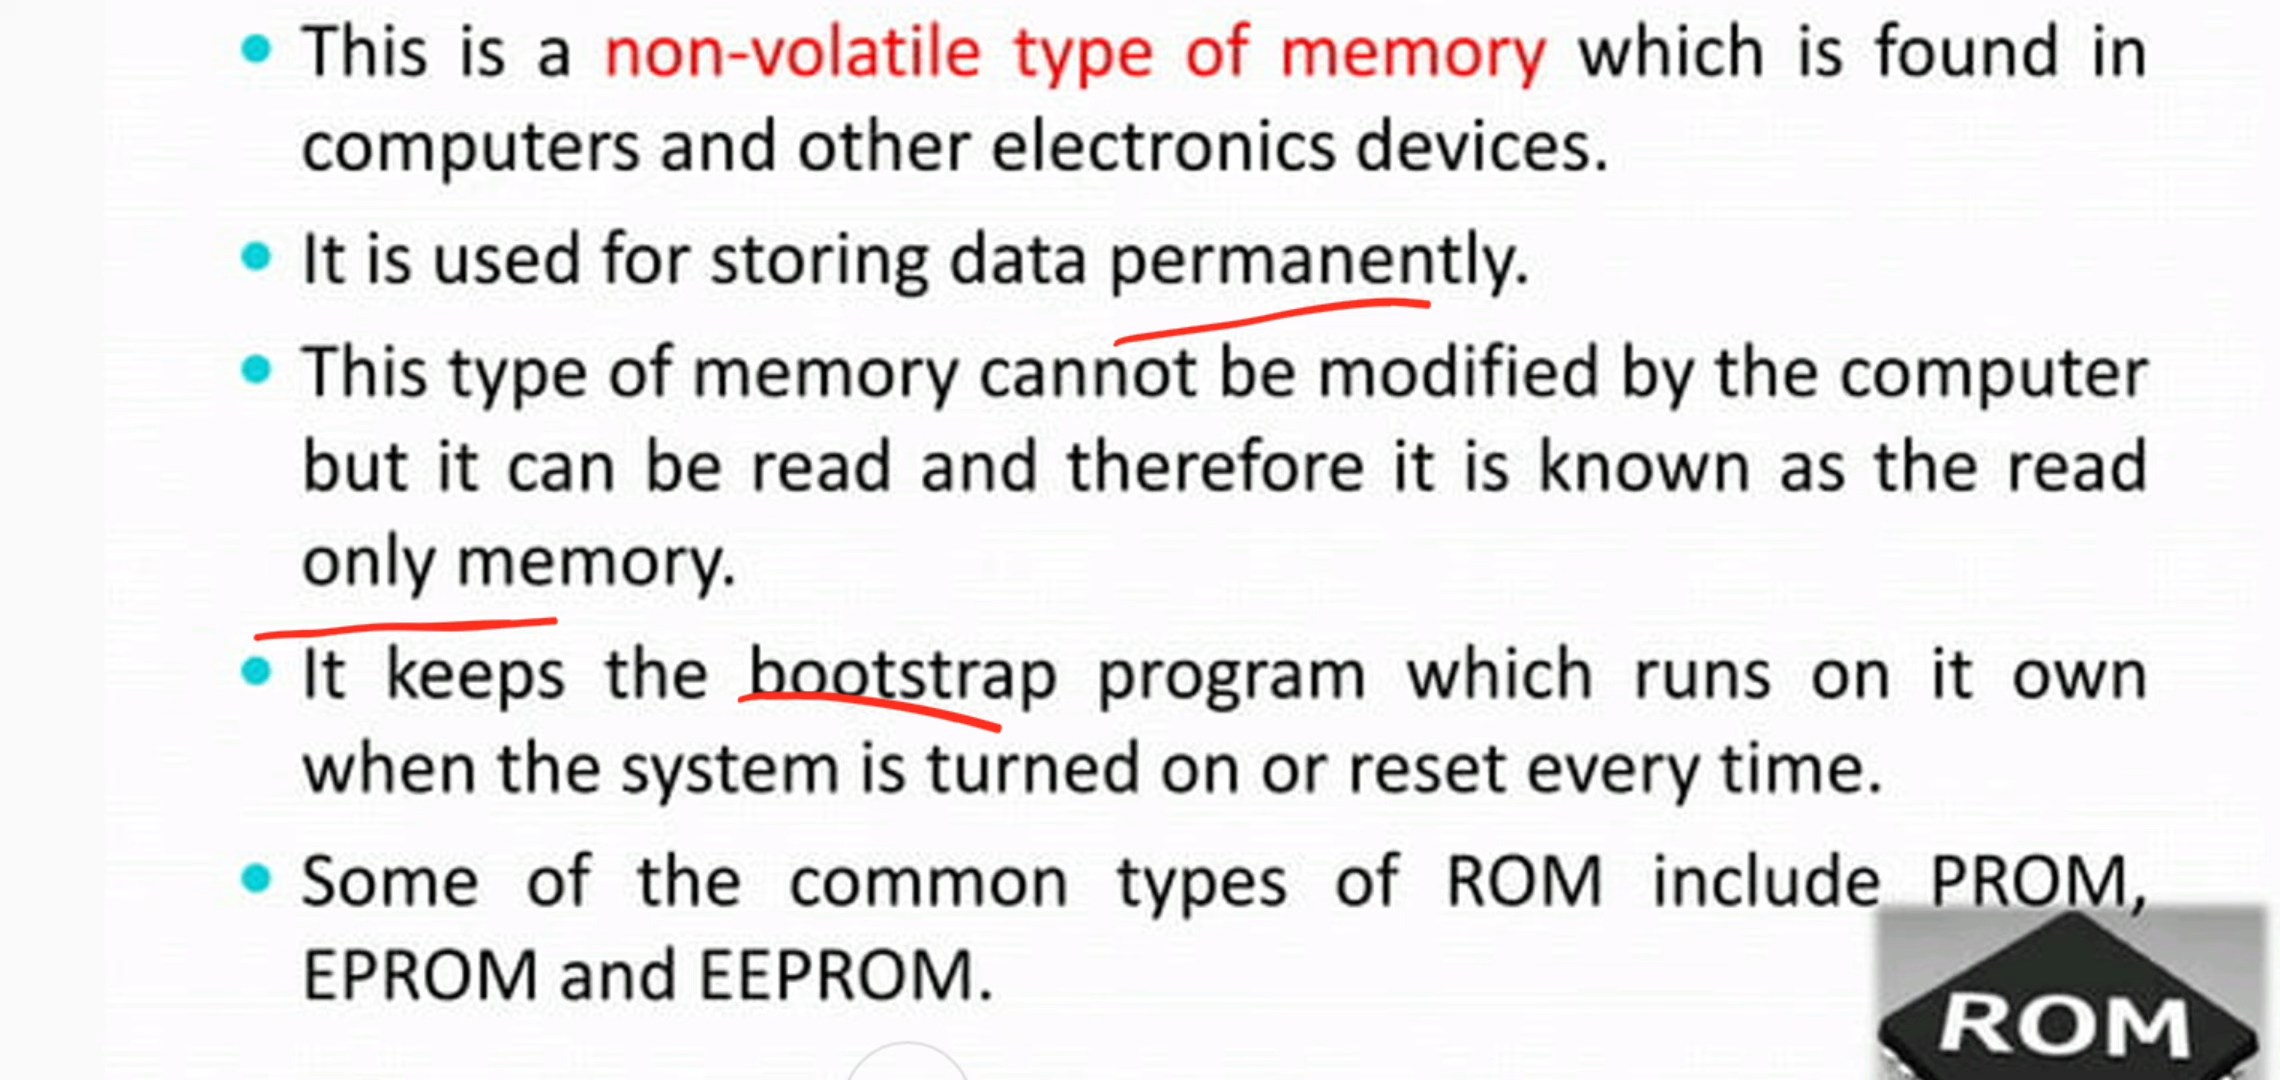 This is a non-volatile type of memory which is found in
computers and other electronics devices.
It is used for storing data permanently.
This type of memory cannot be modified by the computer
but it can be read and therefore it is known as the read
only memory.
It keeps the bootstrap program which runs on it own
when the system is turned on or reset every time.
Some of the common types of ROM include PROM,
EPROM and EEPROM.
ROM